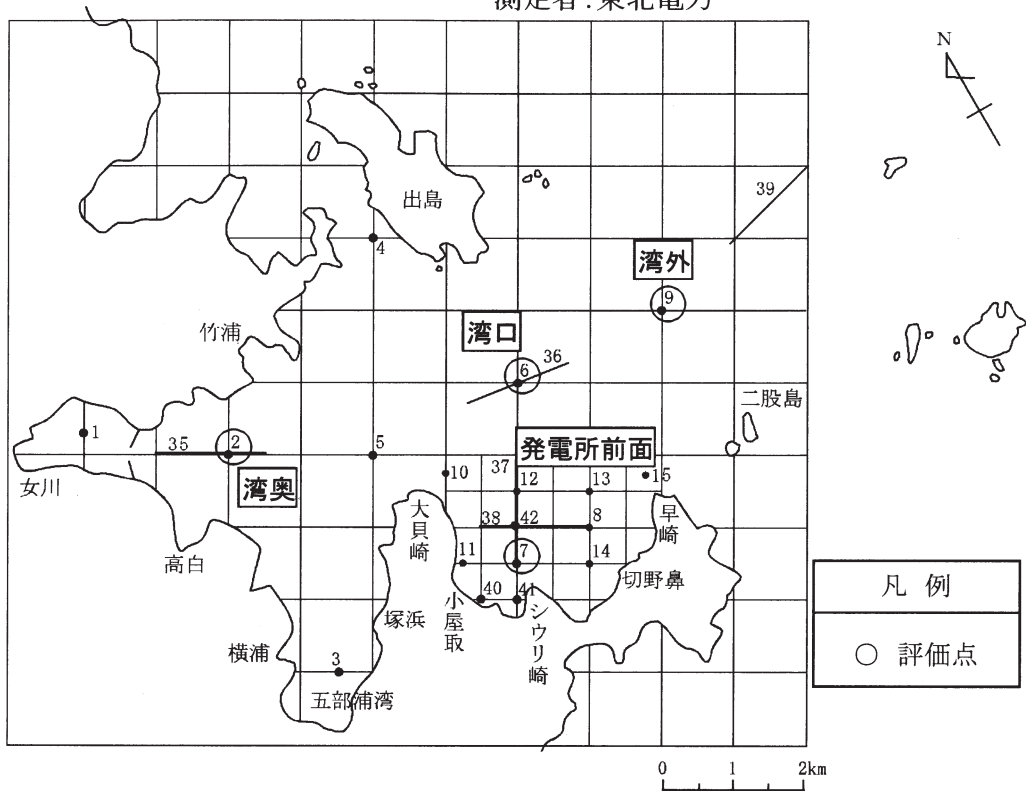 測定者:東北電力
N
出島
39
4
湾外
9
竹浦
湾口
36
6
二股島
1
35
2
5
発電所前面
37
10
12
13
15
女川
湾奥
大貝崎
38
42
8
早崎
高白
11
7
14
切野鼻
40
41
小屋取
シウリ崎
塚浜
横浦
3
五部浦湾
凡 例
○ 評価点
0 1 2km